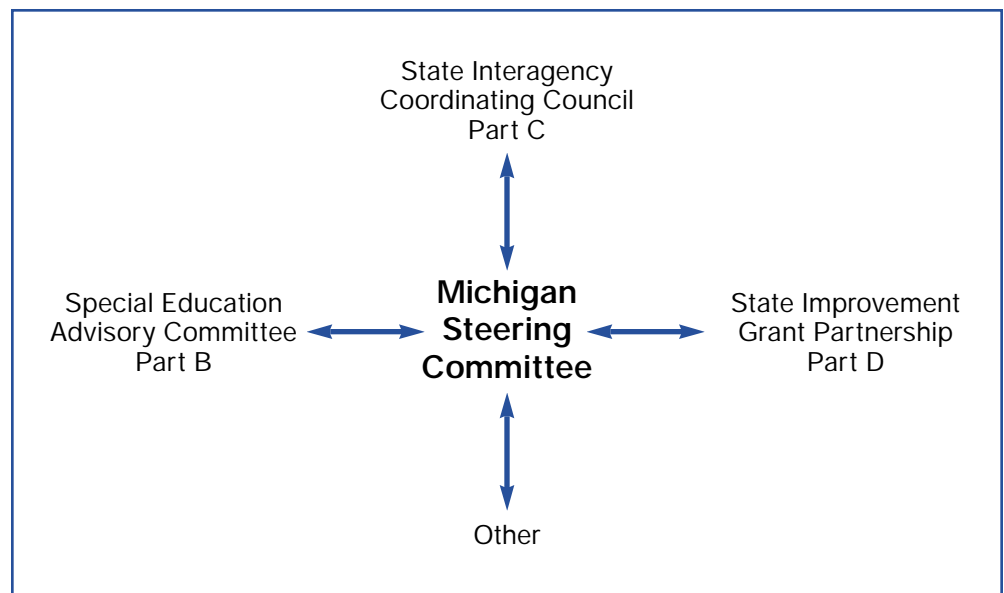 State Interagency
Coordinating Council
Part C
Special Education
Advisory Committee
Part B
Michigan
Steering
Committee
State Improvement
Grant Partnership
Part D
Other